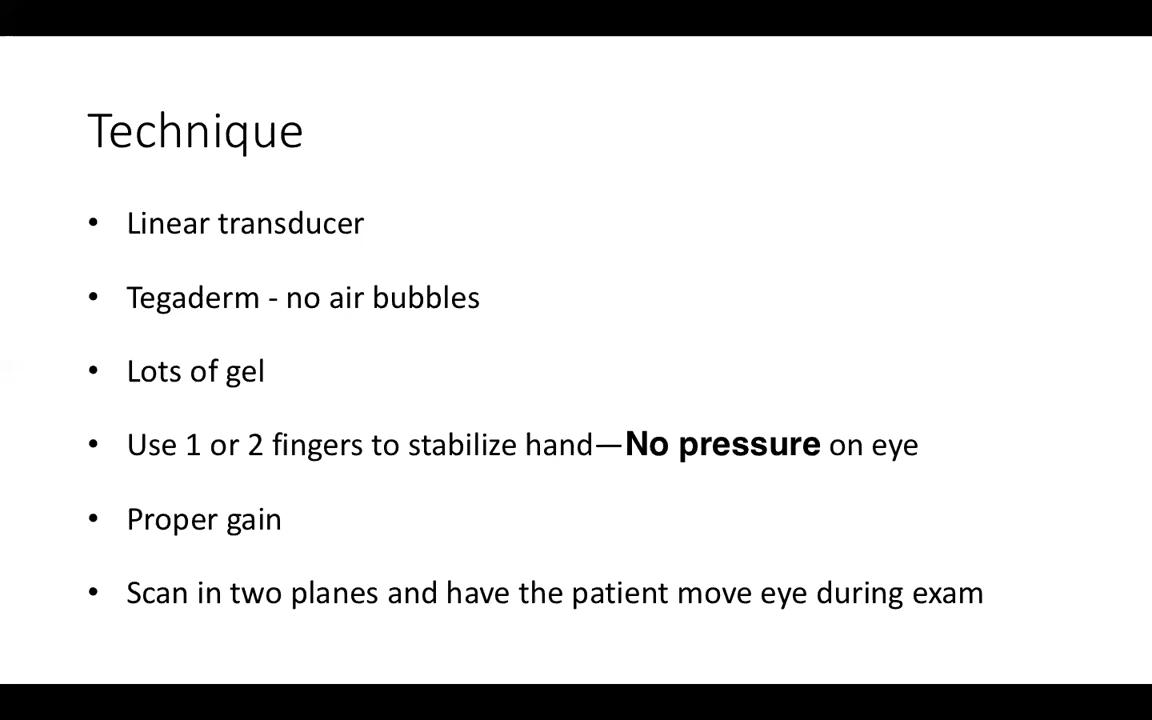 Technique
• Linear transducer
• Tegaderm - no air bubbles
• Lots of gel
• Use 1 or 2 fingers to stabilize hand—No pressure on eye
• Proper gain
• Scan in two planes and have the patient move eye during exam